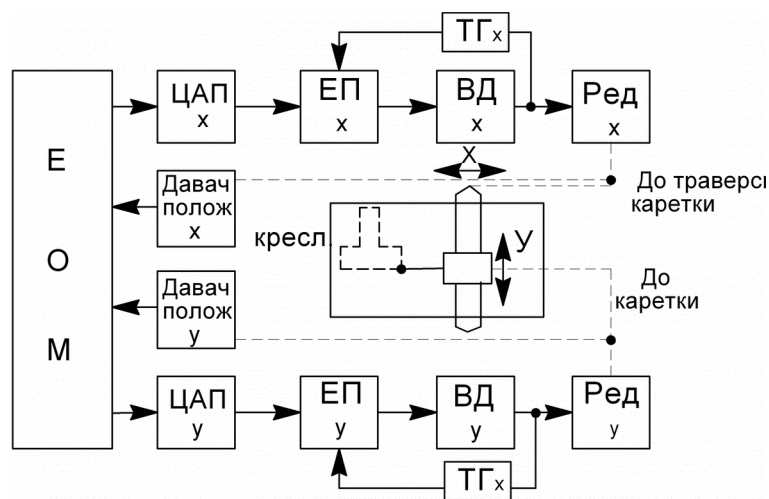 ТГх
ЦАП
х
ЕП
х
ВД
х
Ред
х
Е
О
М
Давач
полож
х
Х
До траверсі
каретки
кресл.
У
Давач
полож
у
До
каретки
ЦАП
у
ЕП
у
ВД
у
Ред
у
ТГх